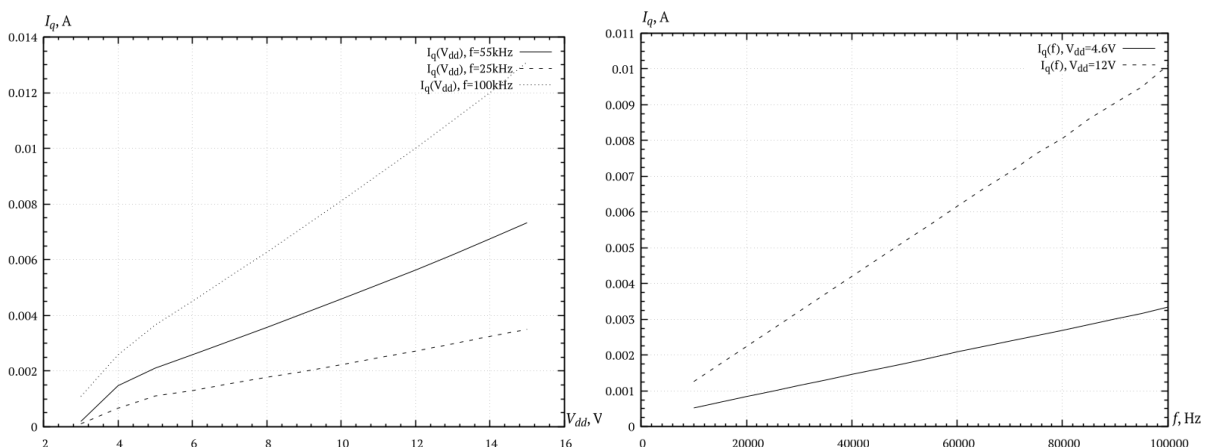 I_q, A
0.014
0.012
0.01
0.008
0.006
0.004
0.002
0
I_q(V_dd), f=55kHz
I_q(V_dd), f=25kHz
I_q(V_dd), f=100kHz
2 4 6 8 10 12 14 16
V_dd, V
I_q, A
0.011
0.01
0.009
0.008
0.007
0.006
0.005
0.004
0.003
0.002
0.001
0
I_q(f), V_dd=4.6V
I_q(f), V_dd=12V
0 20000 40000 60000 80000 100000
f, Hz